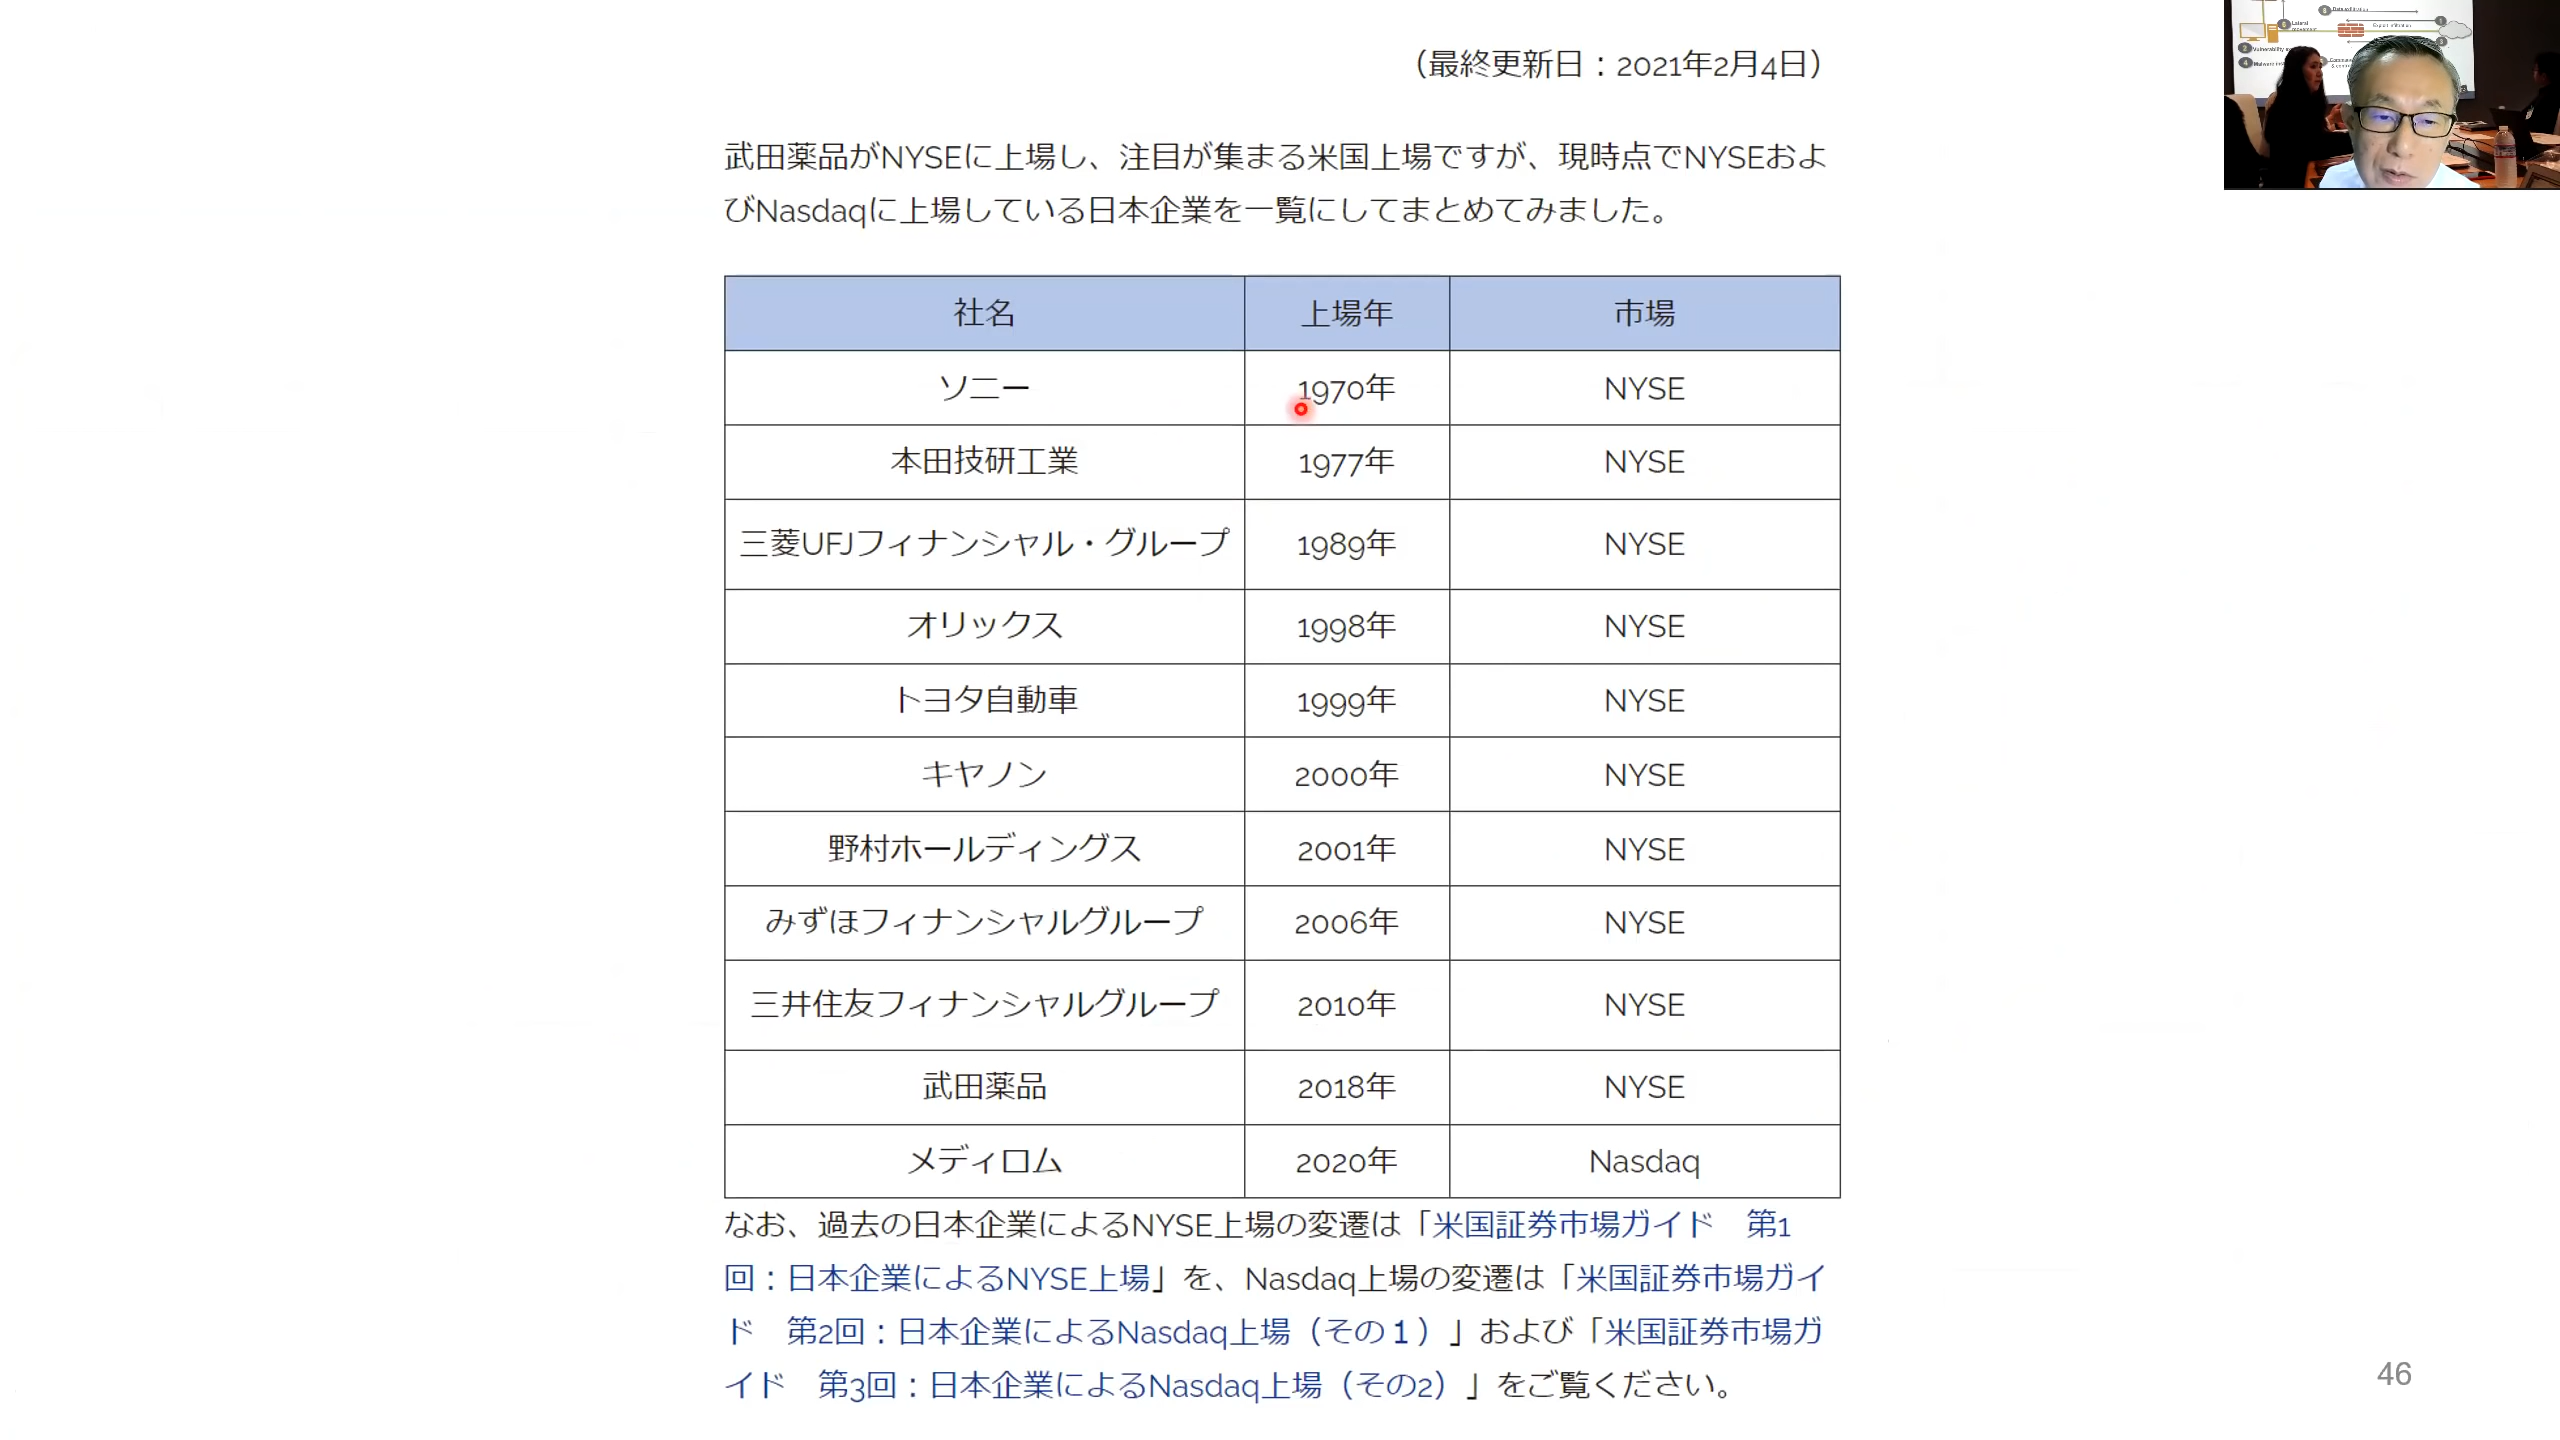 （最終更新日：2021年2月4日）
武田薬品がNYSEに上場し、注目が集まる米国上場ですが、現時点でNYSEおよ
びNasdaqに上場している日本企業を一覧にしてまとめてみました。
社名 上場年 市場
ソニー 1970年 NYSE
本田技研工業 1977年 NYSE
三菱UFJフィナンシャル・グループ 1989年 NYSE
オリックス 1998年 NYSE
トヨタ自動車 1999年 NYSE
キヤノン 2000年 NYSE
野村ホールディングス 2001年 NYSE
みずほフィナンシャルグループ 2006年 NYSE
三井住友フィナンシャルグループ 2010年 NYSE
武田薬品 2018年 NYSE
メディロム 2020年 Nasdaq
なお、過去の日本企業によるNYSE上場の変遷は「米国証券市場ガイド　第1
回：日本企業によるNYSE上場」を、Nasdaq上場の変遷は「米国証券市場ガイ
ド　第2回：日本企業によるNasdaq上場（その１）」および「米国証券市場ガ
イド　第3回：日本企業によるNasdaq上場（その2）」をご覧ください。
46
Lateral
movement